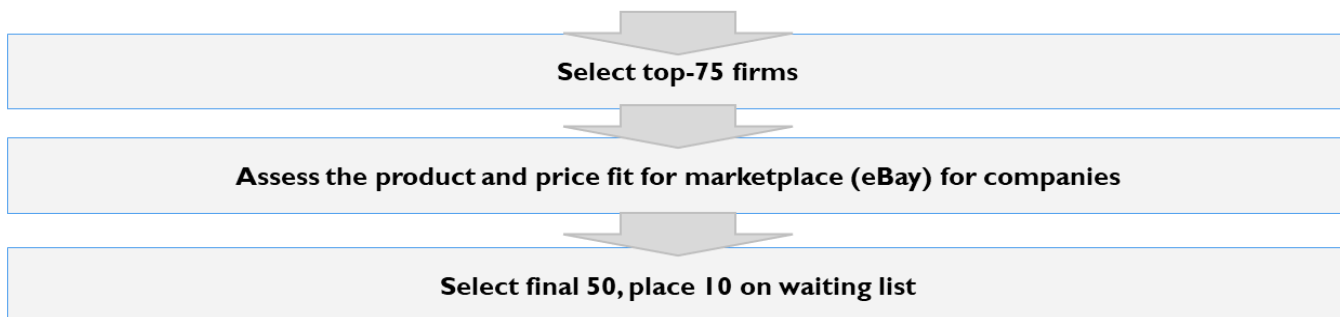 Select top-75 firms
Assess the product and price fit for marketplace (eBay) for companies
Select final 50, place 10 on waiting list